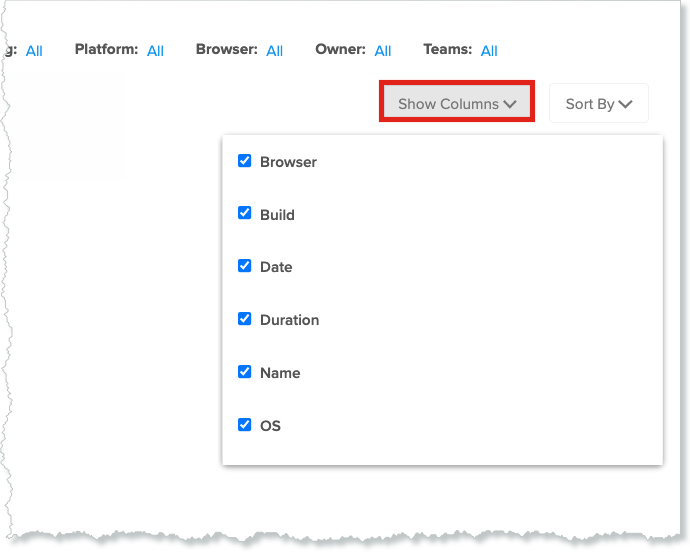 g: All Platform: All Browser: All Owner: All Teams: All
Show Columns Sort By
Browser
Build
Date
Duration
Name
OS